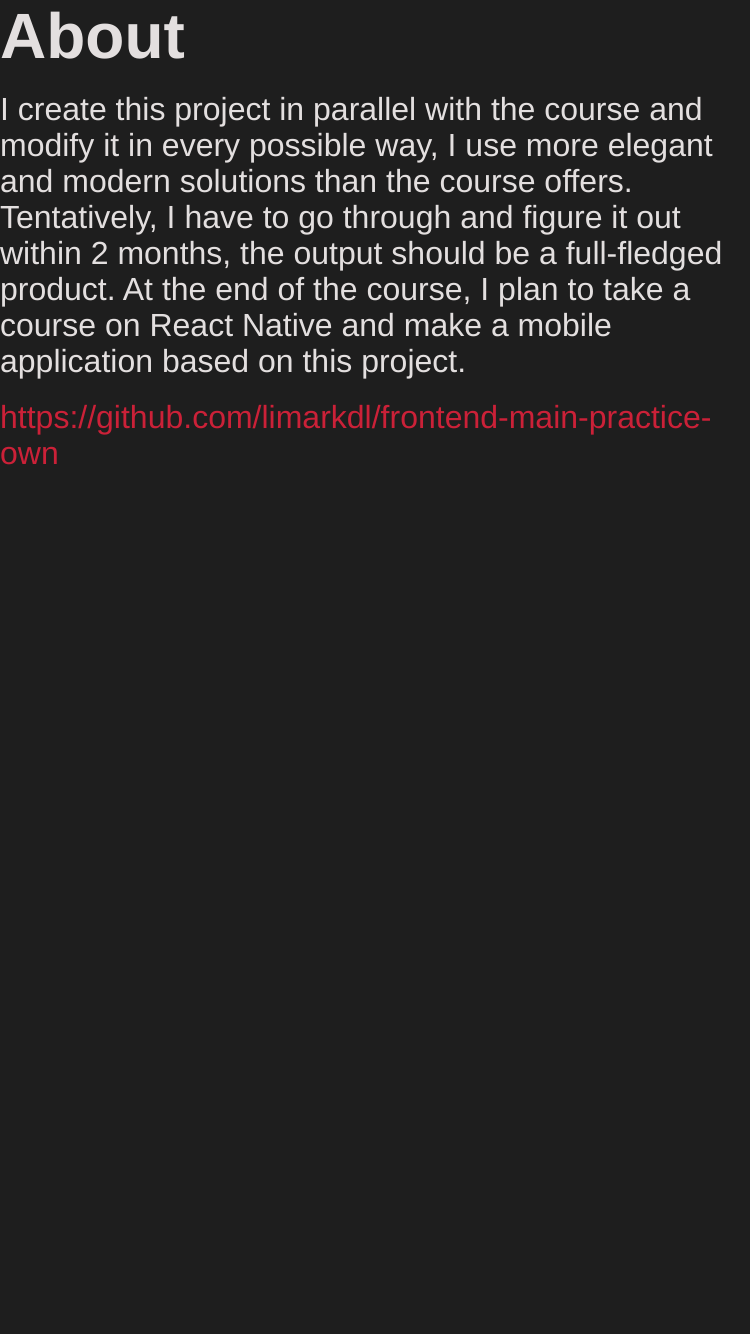 About
I create this project in parallel with the course and
modify it in every possible way, I use more elegant
and modern solutions than the course offers.
Tentatively, I have to go through and figure it out
within 2 months, the output should be a full-fledged
product. At the end of the course, I plan to take a
course on React Native and make a mobile
application based on this project.
https://github.com/limarkdl/frontend-main-practice-
own